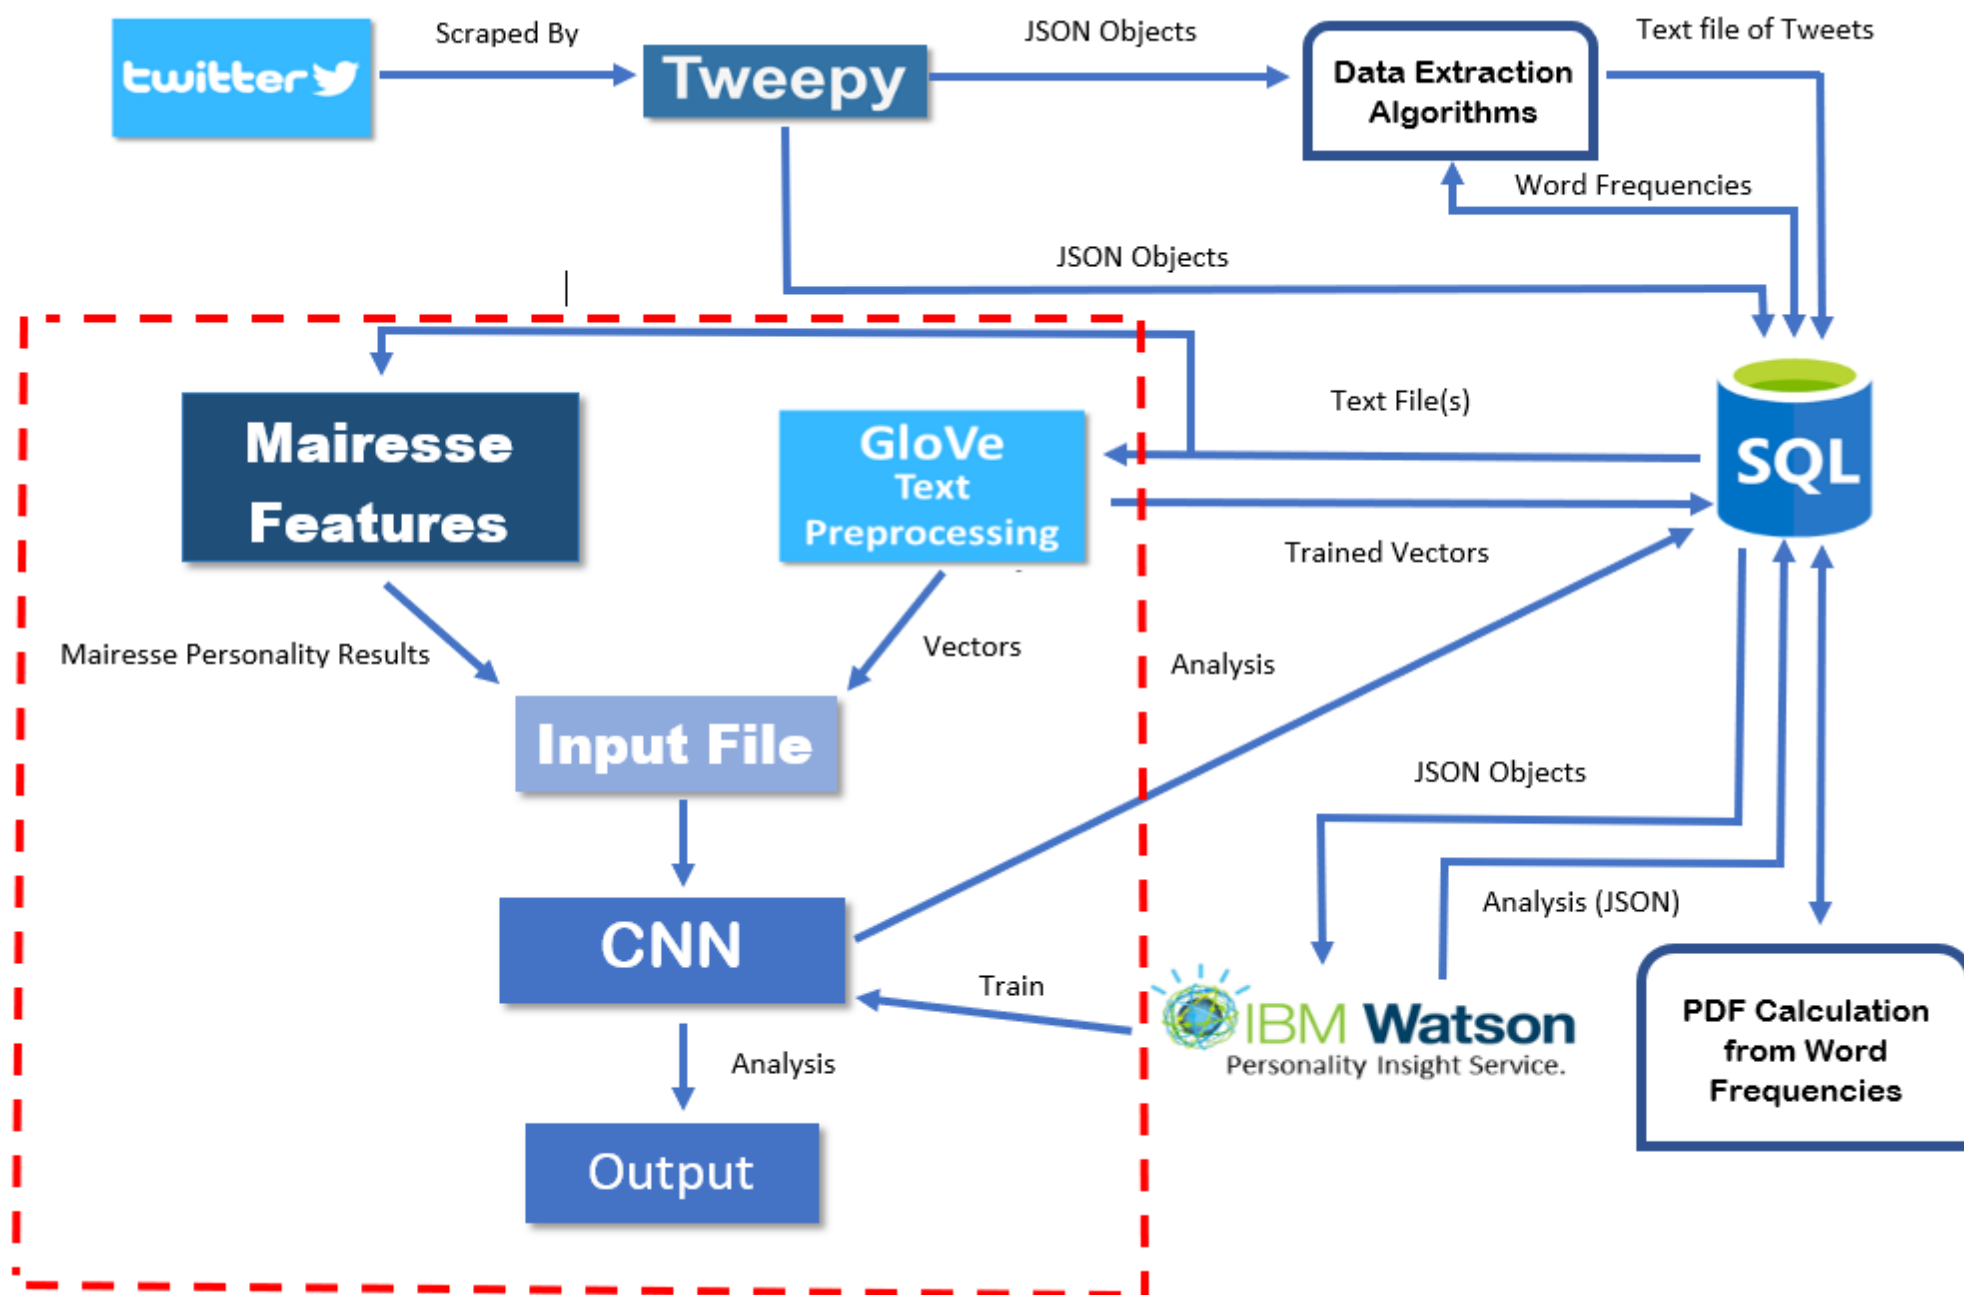 Scraped By
JSON Objects
Text file of Tweets
twitter
Tweepy
Data Extraction
Algorithms
Word Frequencies
JSON Objects
Mairesse
Features
GloVe
Text
Preprocessing
Text File(s)
SQL
Trained Vectors
Mairesse Personality Results
Vectors
Analysis
Input File
JSON Objects
CNN
Analysis (JSON)
Train
IBM Watson
Personality Insight Service.
PDF Calculation
from Word
Frequencies
Analysis
Output